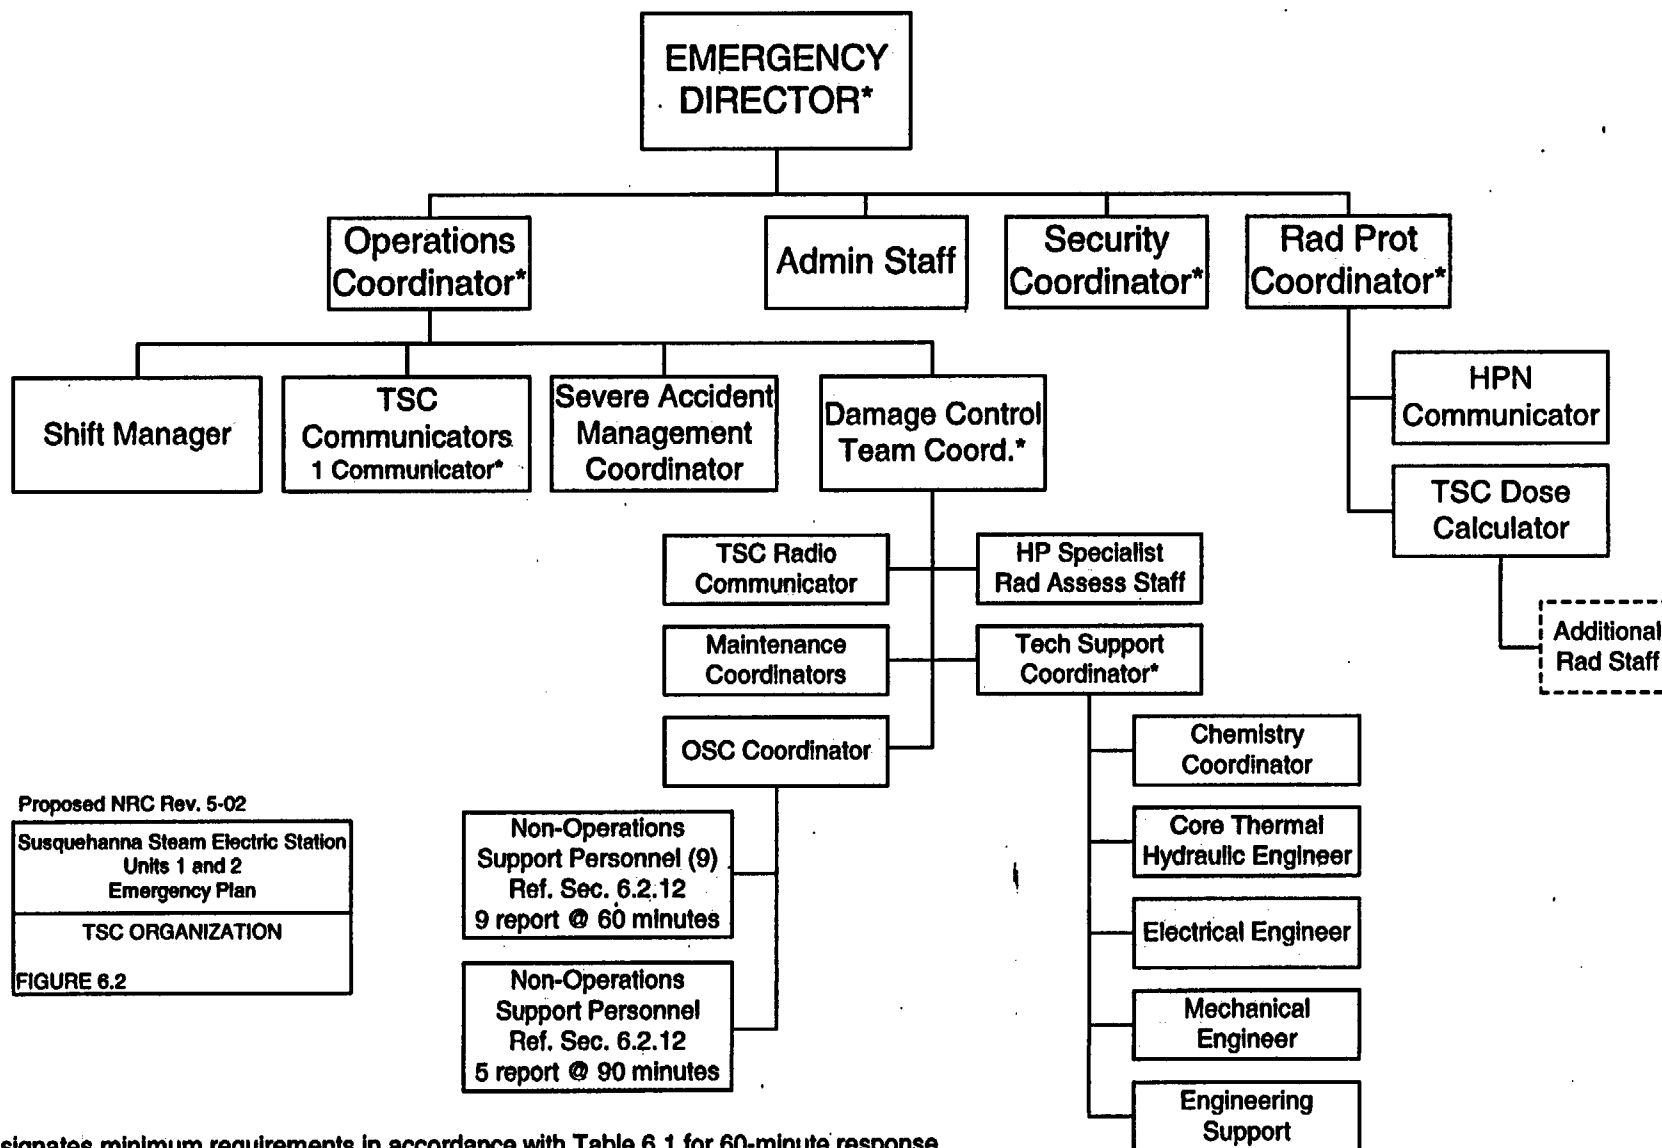 EMERGENCY
DIRECTOR*
Operations
Coordinator*
Admin Staff
Security
Coordinator*
Rad Prot
Coordinator*
Shift Manager
TSC
Communicators
1 Communicator*
Severe Accident
Management
Coordinator
Damage Control
Team Coord.*
HPN
Communicator
TSC Dose
Calculator
Additional
Rad Staff
TSC Radio
Communicator
HP Specialist
Rad Assess Staff
Maintenance
Coordinators
Tech Support
Coordinator*
OSC Coordinator
Chemistry
Coordinator
Core Thermal
Hydraulic Engineer
Electrical Engineer
Mechanical
Engineer
Engineering
Support
Non-Operations
Support Personnel (9)
Ref. Sec. 6.2.12
9 report @ 60 minutes
Non-Operations
Support Personnel
Ref. Sec. 6.2.12
5 report @ 90 minutes
Proposed NRC Rev. 5-02
Susquehanna Steam Electric Station
Units 1 and 2
Emergency Plan
TSC ORGANIZATION
FIGURE 6.2
signates minimum requirements in accordance with Table 6.1 for 60-minute response